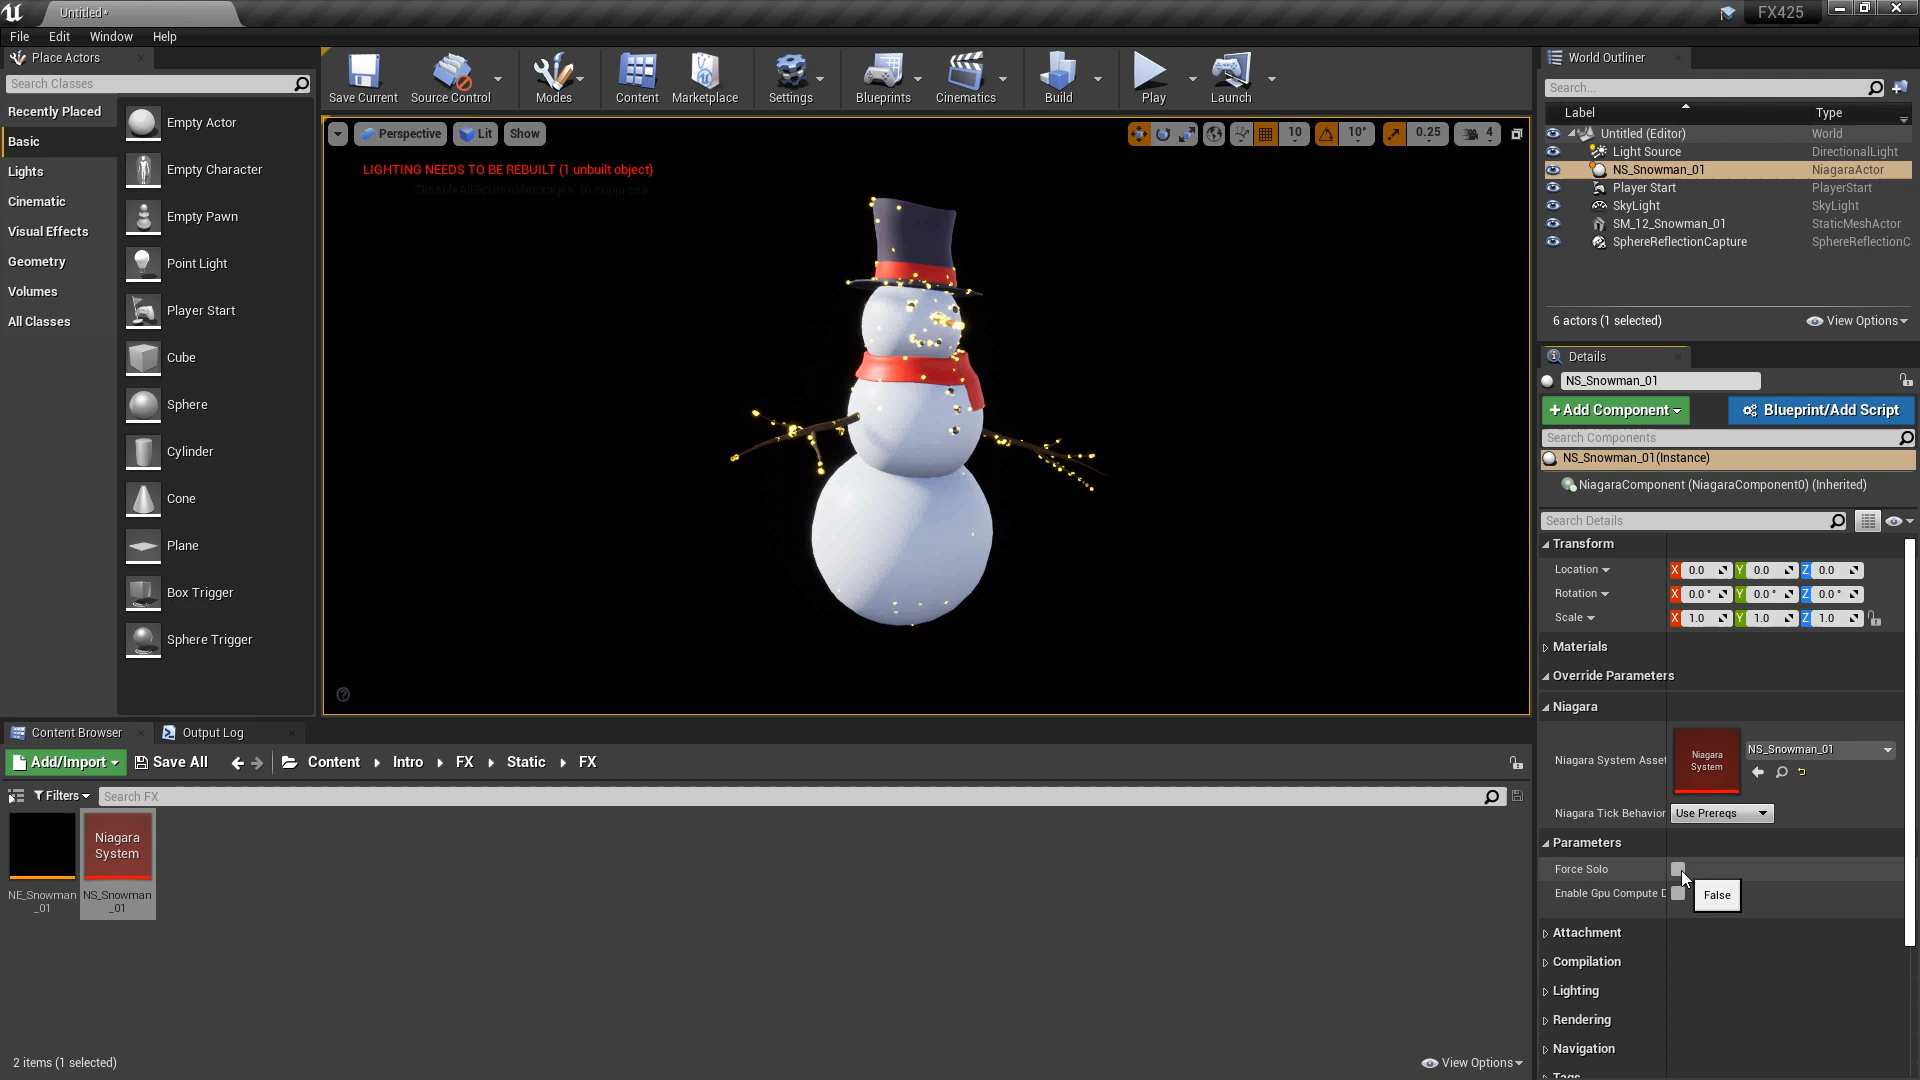 Untitled*
FX425
File Edit Window Help
Place Actors
Search Classes
Recently Placed
Basic
Lights
Cinematic
Visual Effects
Geometry
Volumes
All Classes
Empty Actor
Empty Character
Empty Pawn
Point Light
Player Start
Cube
Sphere
Cylinder
Cone
Plane
Box Trigger
Sphere Trigger
Save Current Source Control Modes Content Marketplace Settings Blueprints Cinematics Build Play Launch
Perspective Lit Show
10 10° 0.25 4
LIGHTING NEEDS TO BE REBUILT (1 unbuilt object)
'DisableAllScreenMessages' to suppress
World Outliner
Search...
Label Type
Untitled (Editor) World
Light Source DirectionalLight
NS_Snowman_01 NiagaraActor
Player Start PlayerStart
SkyLight SkyLight
SM_12_Snowman_01 StaticMeshActor
SphereReflectionCapture SphereReflectionC
6 actors (1 selected) View Options
Details
NS_Snowman_01
+Add Component Blueprint/Add Script
Search Components
NS_Snowman_01(Instance)
NiagaraComponent (NiagaraComponent0) (Inherited)
Search Details
Transform
Location X 0.0 Y 0.0 Z 0.0
Rotation X 0.0 ° Y 0.0 ° Z 0.0 °
Scale X 1.0 Y 1.0 Z 1.0
Materials
Override Parameters
Niagara
Niagara System Asset Niagara System NS_Snowman_01
Niagara Tick Behavior Use Prereqs
Parameters
Force Solo
Enable Gpu Compute D False
Attachment
Compilation
Lighting
Rendering
Navigation
Tags
Content Browser Output Log
Add/Import Save All Content Intro FX Static FX
Filters Search FX
Niagara
System
NE_Snowman NS_Snowman
_01 _01
2 items (1 selected) View Options